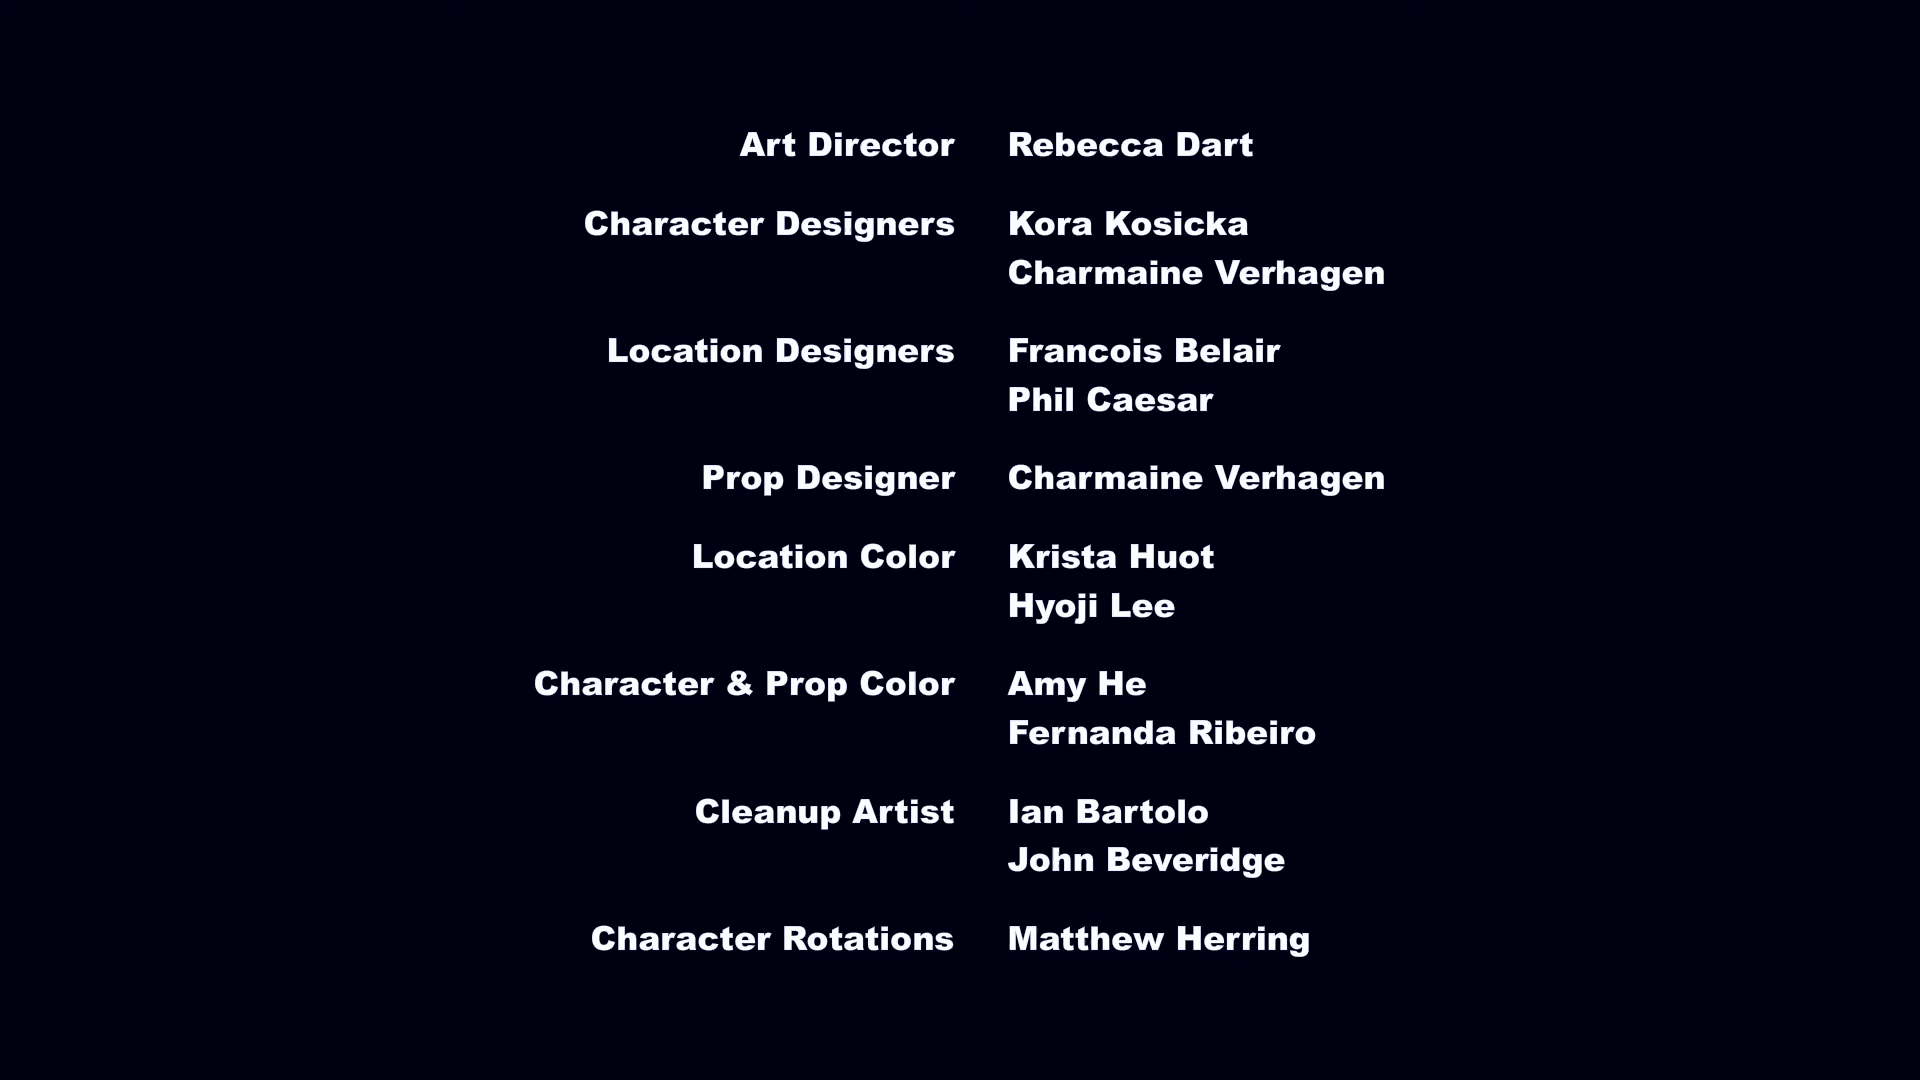 Art Director Rebecca Dart
Character Designers Kora Kosicka
Charmaine Verhagen
Location Designers Francois Belair
Phil Caesar
Prop Designer Charmaine Verhagen
Location Color Krista Huot
Hyoji Lee
Character & Prop Color Amy He
Fernanda Ribeiro
Cleanup Artist Ian Bartolo
John Beveridge
Character Rotations Matthew Herring